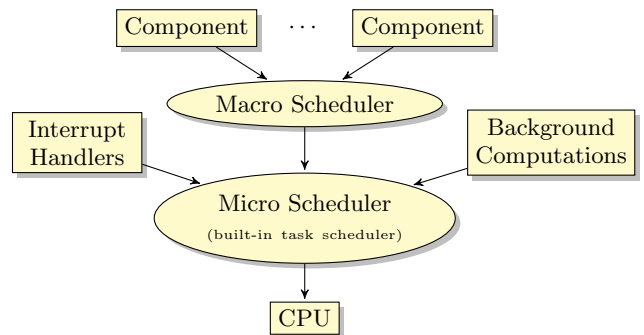 Component ... Component
Macro Scheduler
Interrupt
Handlers
Background
Computations
Micro Scheduler
(built-in task scheduler)
CPU